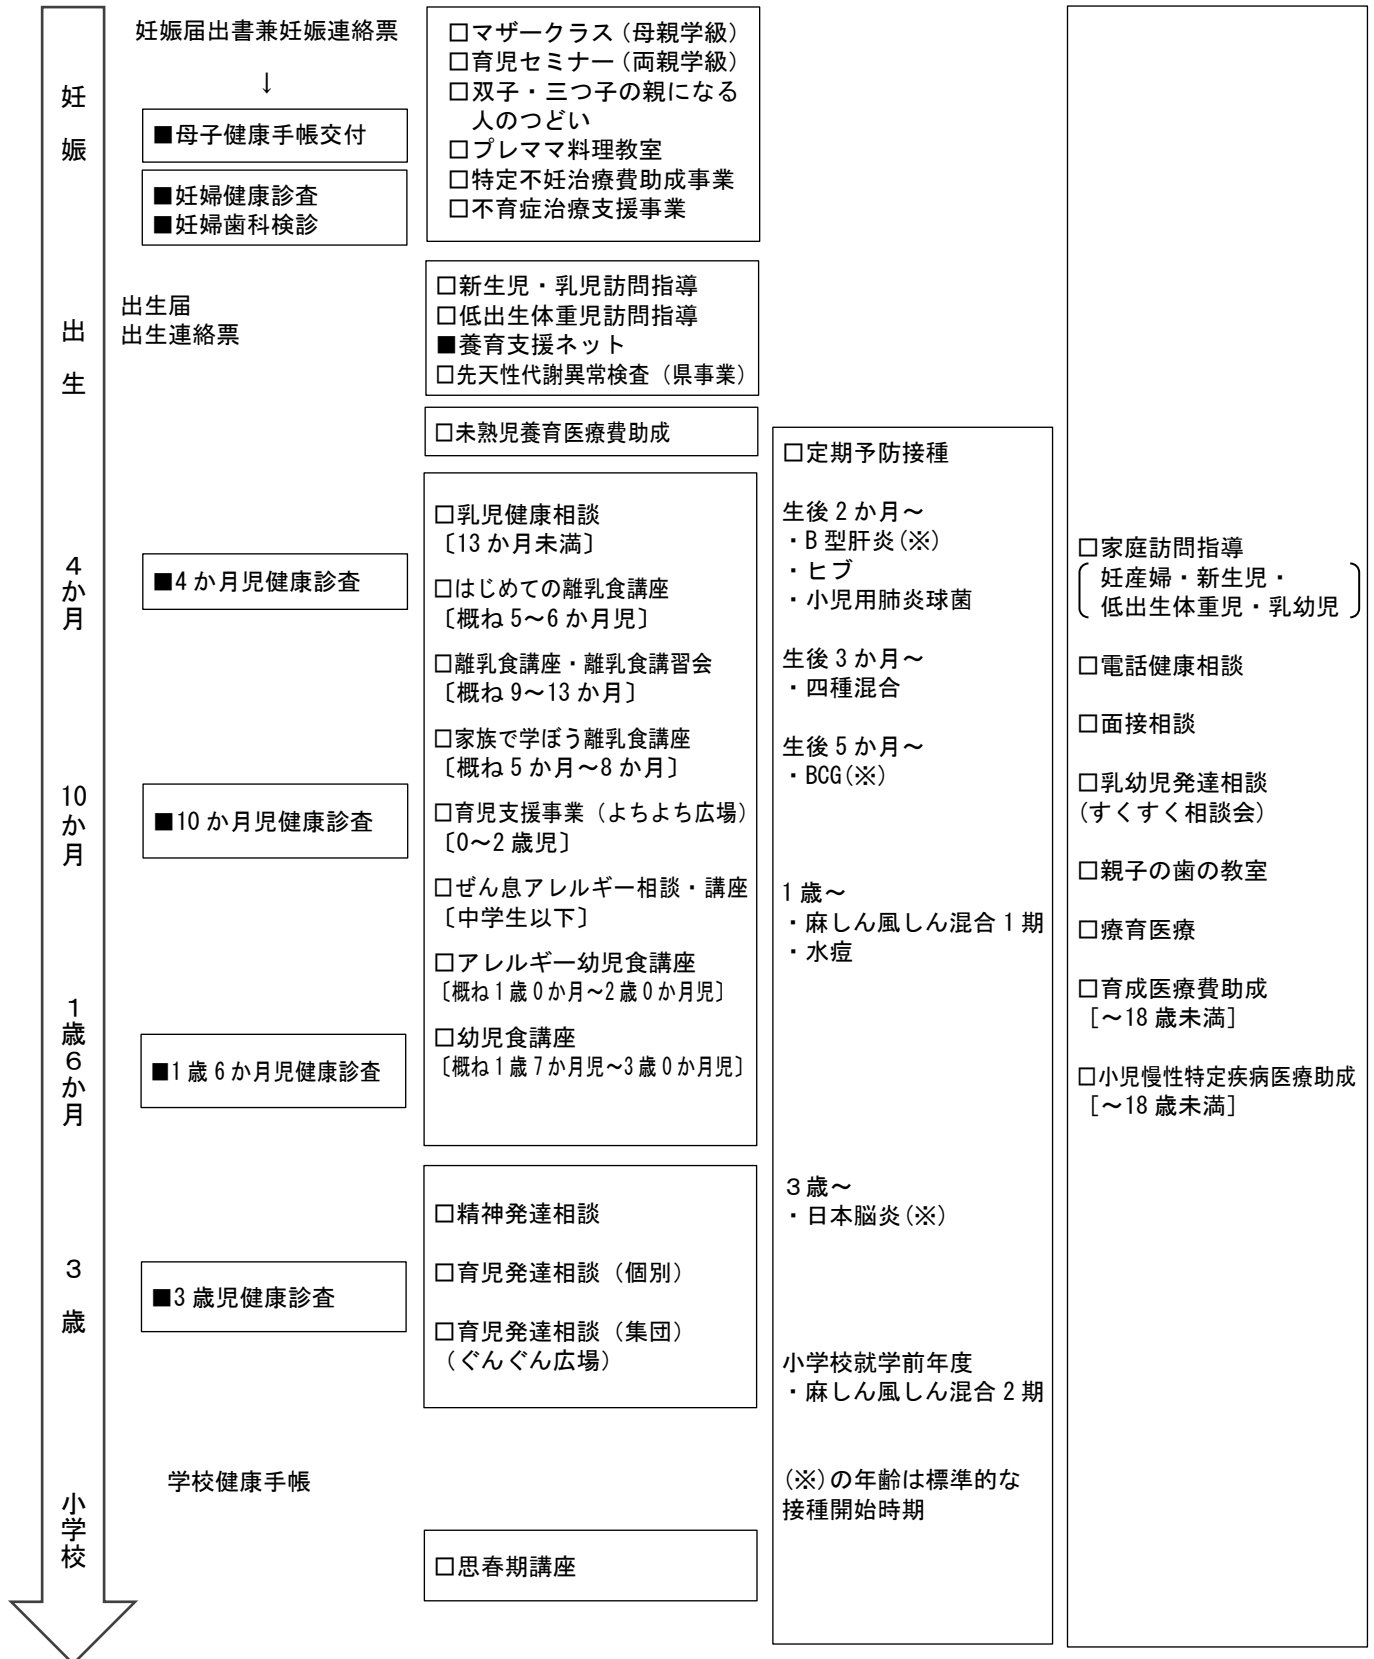 妊娠
妊娠届出書兼妊娠連絡票
↓
■母子健康手帳交付
■妊婦健康診査
■妊婦歯科検診
□マザークラス(母親学級)
□育児セミナー(両親学級)
□双子・三つ子の親になる
人のつどい
□プレママ料理教室
□特定不妊治療費助成事業
□不育症治療支援事業
出生
出生届
出生連絡票
□新生児・乳児訪問指導
□低出生体重児訪問指導
■養育支援ネット
□先天性代謝異常検査(県事業)
□未熟児養育医療費助成
4か月
■4か月児健康診査
10か月
■10か月児健康診査
1歳6か月
■1歳6か月児健康診査
□乳児健康相談
〔13か月未満〕
□はじめての離乳食講座
〔概ね5～6か月児〕
□離乳食講座・離乳食講習会
〔概ね9～13か月〕
□家族で学ぼう離乳食講座
〔概ね5か月～8か月〕
□育児支援事業(よちよち広場)
〔0～2歳児〕
□ぜん息アレルギー相談・講座
〔中学生以下〕
□アレルギー幼児食講座
〔概ね1歳0か月～2歳0か月児〕
□幼児食講座
〔概ね1歳7か月児～3歳0か月児〕
3歳
■3歳児健康診査
□精神発達相談
□育児発達相談(個別)
□育児発達相談(集団)
(ぐんぐん広場)
小学校
学校健康手帳
□思春期講座
□定期予防接種
生後2か月～
・B型肝炎(※)
・ヒブ
・小児用肺炎球菌
生後3か月～
・四種混合
生後5か月～
・BCG(※)
1歳～
・麻しん風しん混合1期
・水痘
3歳～
・日本脳炎(※)
小学校就学前年度
・麻しん風しん混合2期
(※)の年齢は標準的な
接種開始時期
□家庭訪問指導
〔妊産婦・新生児・
低出生体重児・乳幼児〕
□電話健康相談
□面接相談
□乳幼児発達相談
(すくすく相談会)
□親子の歯の教室
□療育医療
□育成医療費助成
[～18歳未満]
□小児慢性特定疾病医療助成
[～18歳未満]